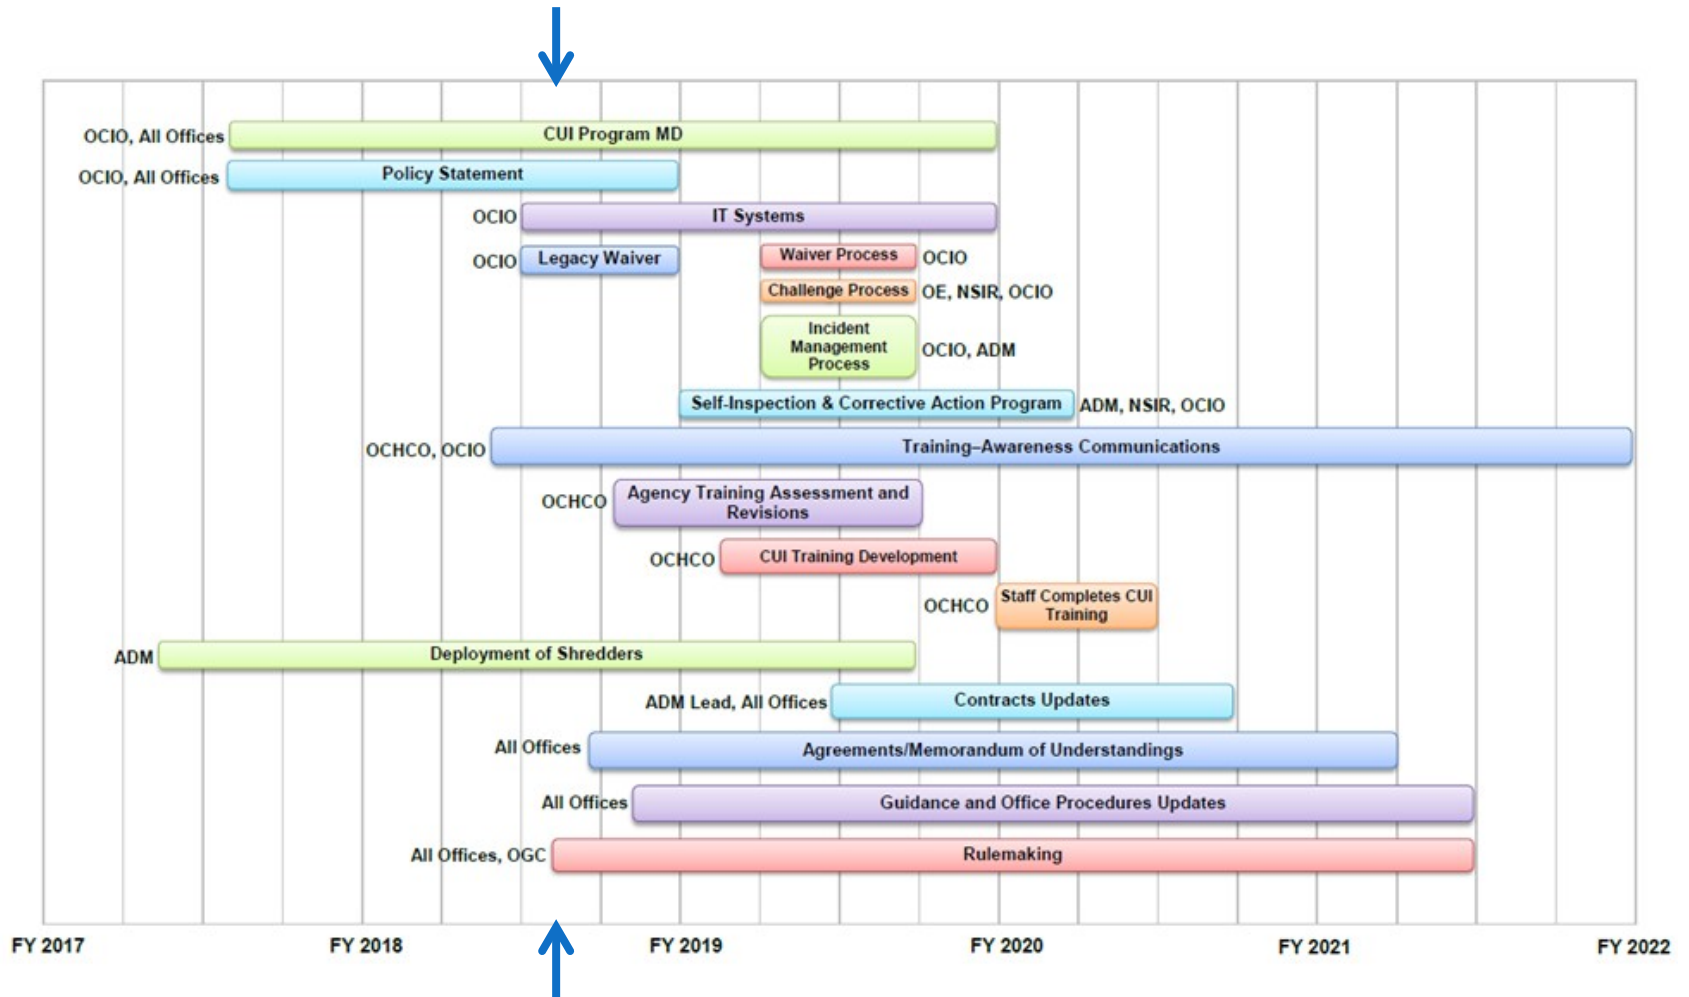 OCIO, All Offices
CUI Program MD
OCIO, All Offices
Policy Statement
OCIO
IT Systems
OCIO
Legacy Waiver
Waiver Process
OCIO
Challenge Process
OE, NSIR, OCIO
Incident
Management
Process
OCIO, ADM
Self-Inspection & Corrective Action Program
ADM, NSIR, OCIO
OCHCO, OCIO
Training–Awareness Communications
OCHCO
Agency Training Assessment and
Revisions
OCHCO
CUI Training Development
OCHCO
Staff Completes CUI
Training
ADM
Deployment of Shredders
ADM Lead, All Offices
Contracts Updates
All Offices
Agreements/Memorandum of Understandings
All Offices
Guidance and Office Procedures Updates
All Offices, OGC
Rulemaking
FY 2017
FY 2018
FY 2019
FY 2020
FY 2021
FY 2022